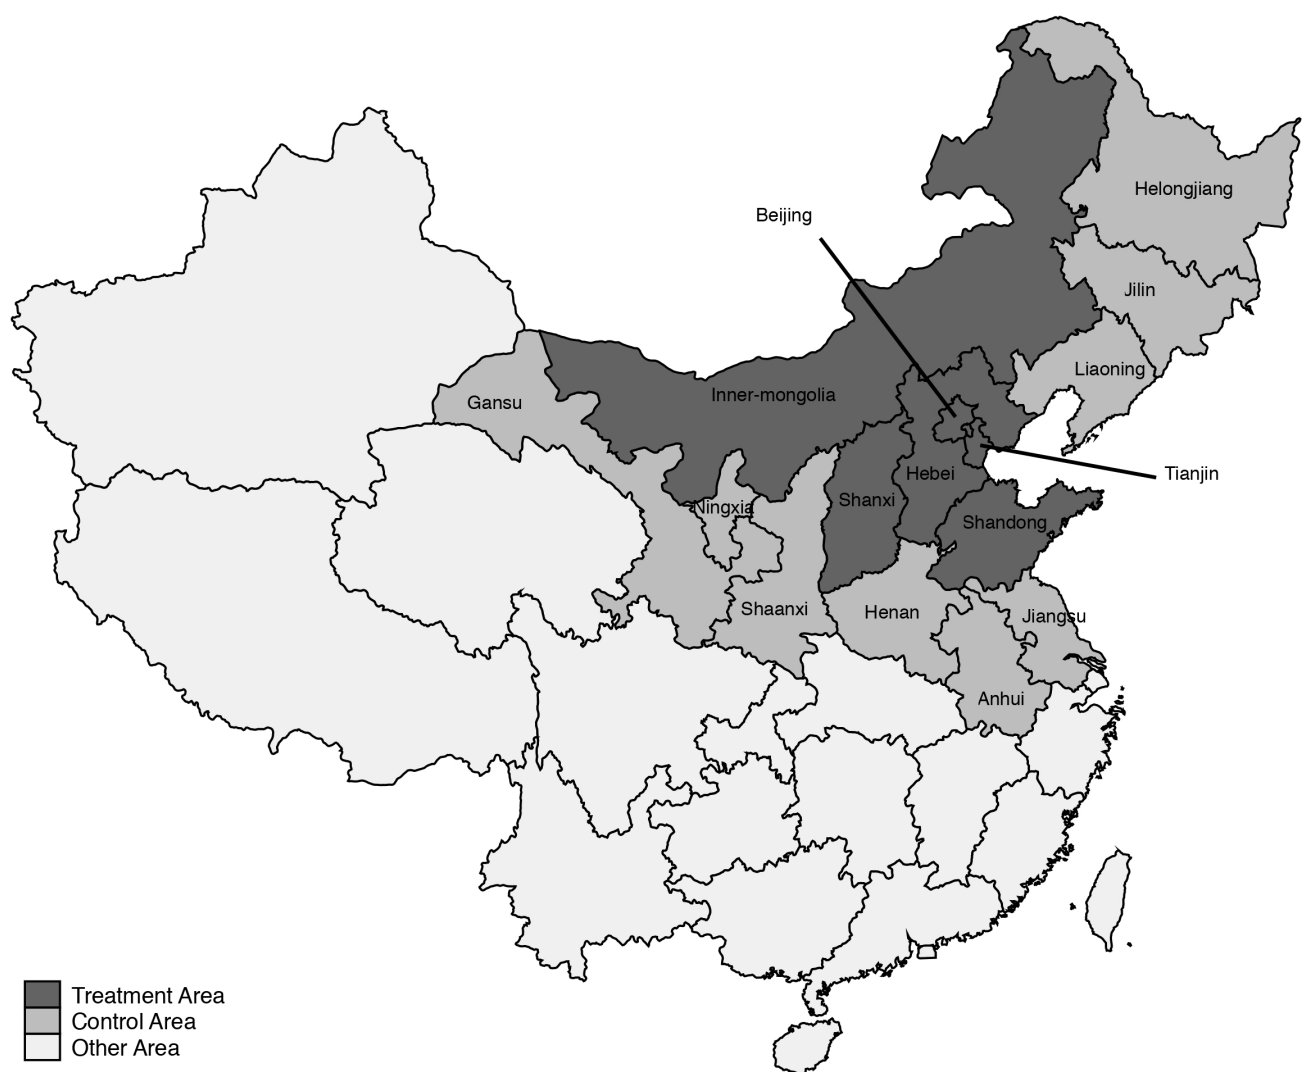 Helongjiang
Beijing
Jilin
Liaoning
Inner-mongolia
Gansu
Hebei
Tianjin
Shanxi
Ningxia
Shandong
Shaanxi
Henan
Jiangsu
Anhui
Treatment Area
Control Area
Other Area